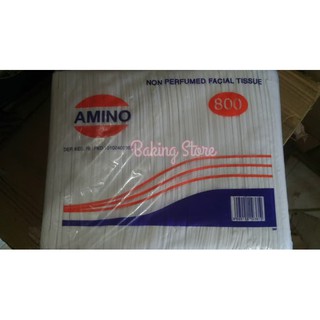 NON PERFUMED FACIAL TISSUE
AMINO
800
Baking Store